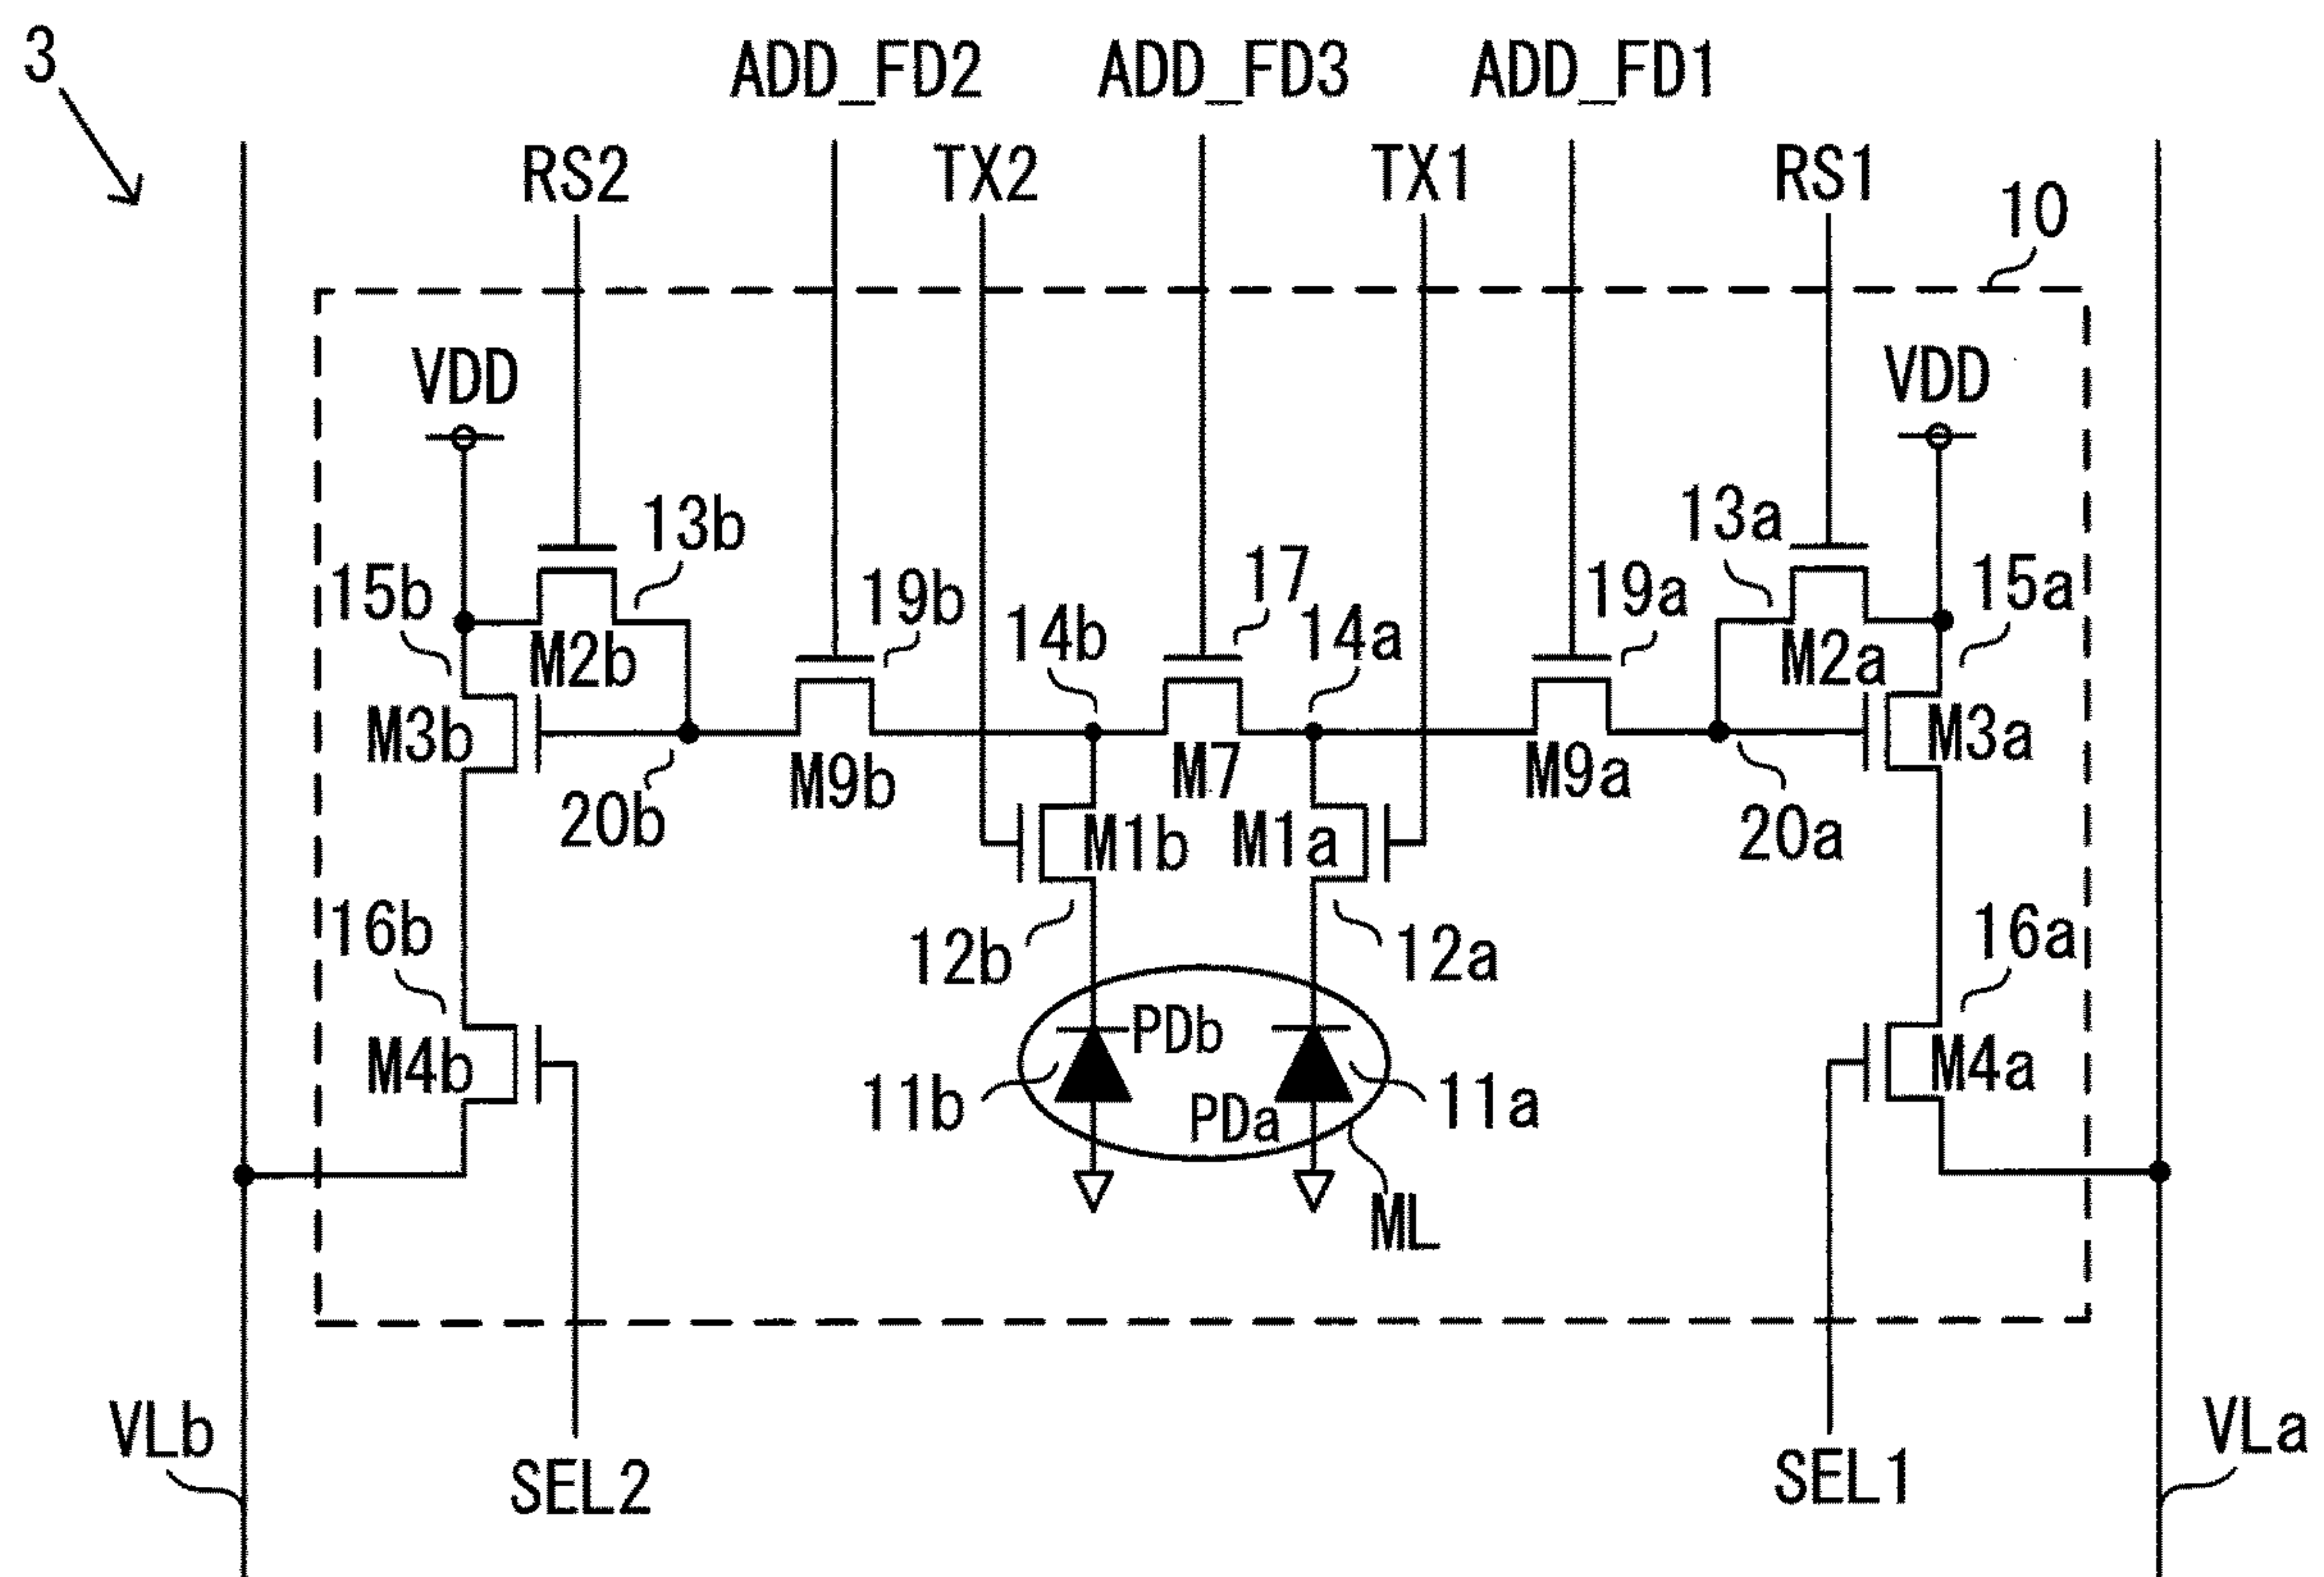 3
ADD_FD2 ADD_FD3 ADD_FD1
RS2 TX2 TX1 RS1
10
VDD VDD
13b 13a
15b 19b 14b 17 14a 19a 15a
M2b M2a
M3b M9b M7 M9a M3a
20b M1b M1a 20a
16b 12b 12a 16a
M4b PDb M4a
11b PDa 11a
ML
VLb VLa
SEL2 SEL1